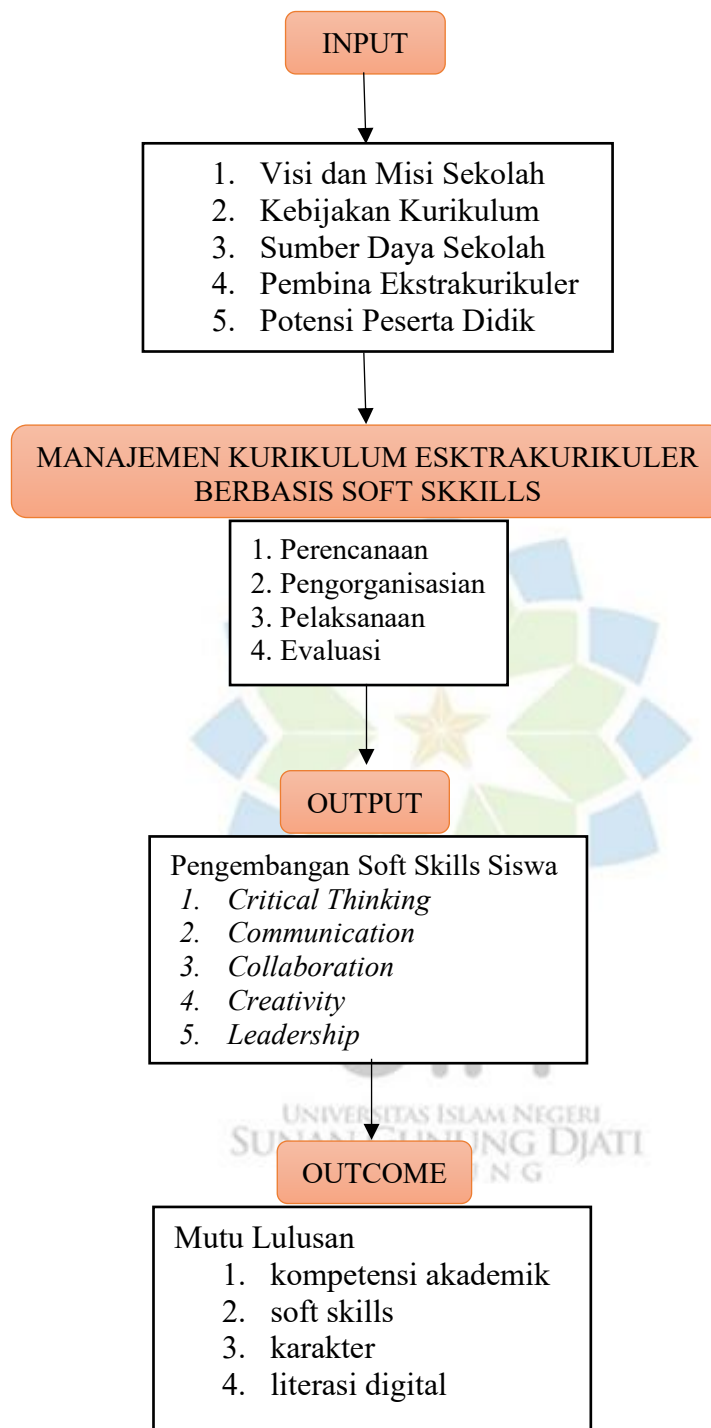 INPUT
1. Visi dan Misi Sekolah
2. Kebijakan Kurikulum
3. Sumber Daya Sekolah
4. Pembina Ekstrakurikuler
5. Potensi Peserta Didik
MANAJEMEN KURIKULUM ESKTRAKURIKULER
BERBASIS SOFT SKKILLS
1. Perencanaan
2. Pengorganisasian
3. Pelaksanaan
4. Evaluasi
OUTPUT
Pengembangan Soft Skills Siswa
1. Critical Thinking
2. Communication
3. Collaboration
4. Creativity
5. Leadership
UNIVERSITAS ISLAM NEGERI
SUNAN GUNUNG DJATI
OUTCOME
Mutu Lulusan
1. kompetensi akademik
2. soft skills
3. karakter
4. literasi digital